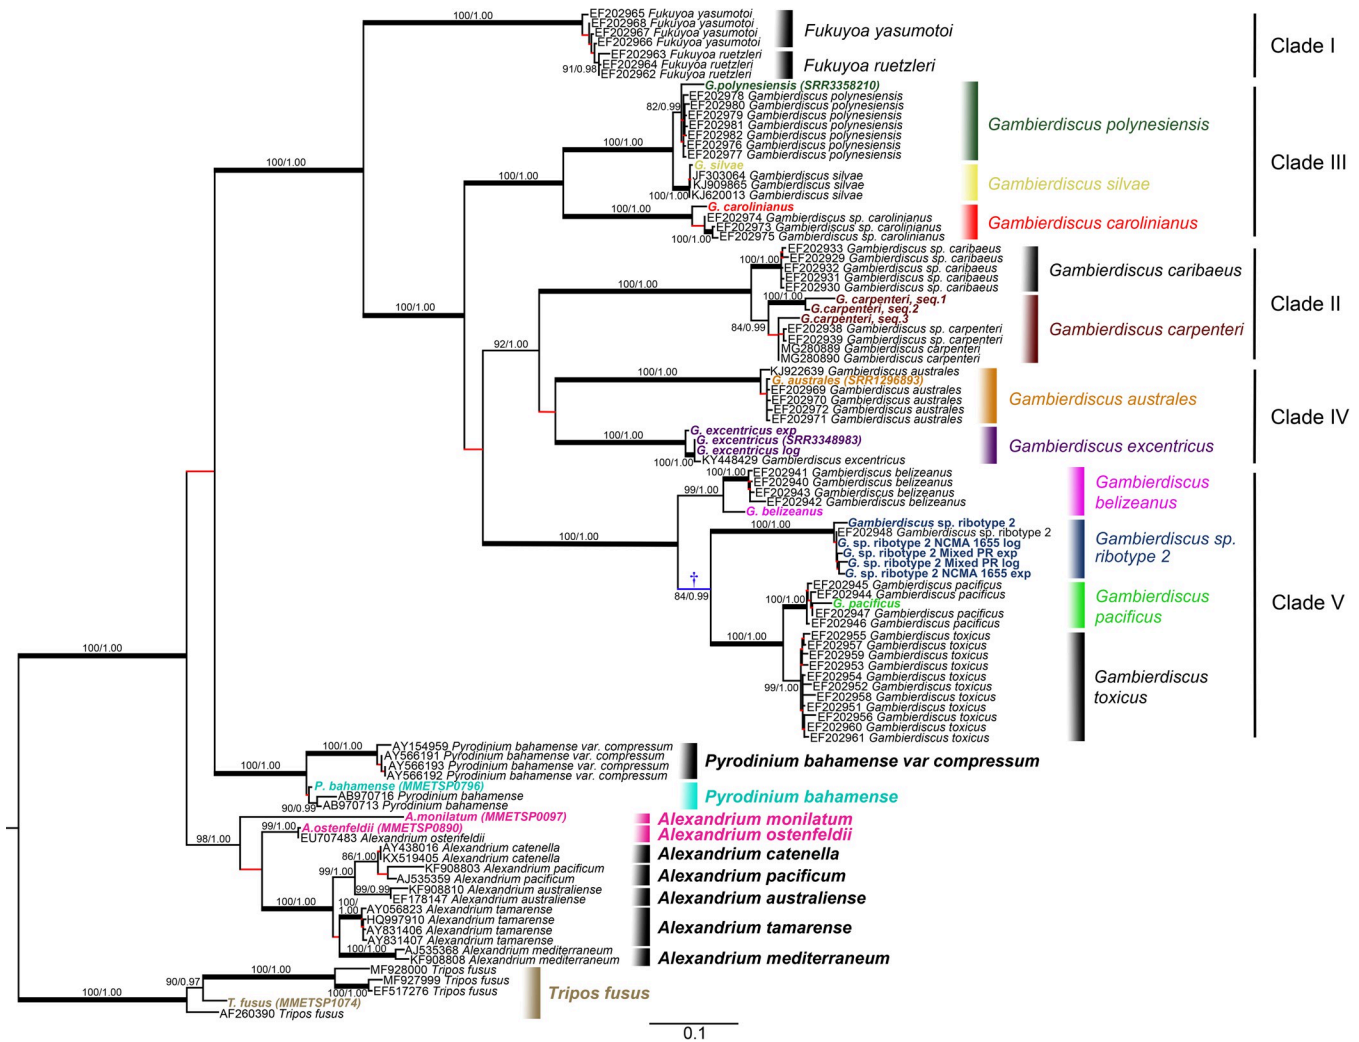 100/1.00
EF202965 Fukuyoa yasumotoi
EF202968 Fukuyoa yasumotoi
EF202967 Fukuyoa yasumotoi
EF202966 Fukuyoa yasumotoi
Fukuyoa yasumotoi
EF202963 Fukuyoa ruetzleri
EF202964 Fukuyoa ruetzleri
91/0.98
EF202962 Fukuyoa ruetzleri
Fukuyoa ruetzleri
Clade I
G.polynesiensis (SRR3358210)
EF202978 Gambierdiscus polynesiensis
82/0.99
EF202980 Gambierdiscus polynesiensis
EF202979 Gambierdiscus polynesiensis
EF202981 Gambierdiscus polynesiensis
EF202982 Gambierdiscus polynesiensis
EF202976 Gambierdiscus polynesiensis
EF202977 Gambierdiscus polynesiensis
Gambierdiscus polynesiensis
100/1.00
100/1.00
100/1.00
G. silvae
JF303064 Gambierdiscus silvae
KJ909865 Gambierdiscus silvae
100/1.00
KJ620013 Gambierdiscus silvae
Gambierdiscus silvae
Clade III
100/1.00
G. carolinianus
EF202974 Gambierdiscus sp. carolinianus
EF202973 Gambierdiscus sp. carolinianus
100/1.00
EF202975 Gambierdiscus sp. carolinianus
Gambierdiscus carolinianus
EF202933 Gambierdiscus sp. caribaeus
100/1.00
EF202929 Gambierdiscus sp. caribaeus
EF202932 Gambierdiscus sp. caribaeus
EF202931 Gambierdiscus sp. caribaeus
EF202930 Gambierdiscus sp. caribaeus
Gambierdiscus caribaeus
100/1.00
100/1.00
100/1.00
G. carpenteri, seq.1
G.carpenteri, seq.2
G.carpenteri, seq.3
84/0.99
EF202938 Gambierdiscus sp. carpenteri
EF202939 Gambierdiscus sp. carpenteri
MG280889 Gambierdiscus carpenteri
MG280890 Gambierdiscus carpenteri
Gambierdiscus carpenteri
Clade II
92/1.00
100/1.00
KJ922639 Gambierdiscus australes
G. australes (SRR1296893)
EF202969 Gambierdiscus australes
EF202970 Gambierdiscus australes
EF202972 Gambierdiscus australes
EF202971 Gambierdiscus australes
Gambierdiscus australes
100/1.00
G. excentricus exp
G. excentricus (SRR3348983)
G. excentricus log
100/1.00
KY448429 Gambierdiscus excentricus
Gambierdiscus excentricus
Clade IV
100/1.00
EF202941 Gambierdiscus belizeanus
EF202940 Gambierdiscus belizeanus
99/1.00
EF202943 Gambierdiscus belizeanus
EF202942 Gambierdiscus belizeanus
G. belizeanus
Gambierdiscus
belizeanus
100/1.00
100/1.00
Gambierdiscus sp. ribotype 2
EF202948 Gambierdiscus sp. ribotype 2
G. sp. ribotype 2 NCMA 1655 log
G. sp. ribotype 2 Mixed PR exp
G. sp. ribotype 2 Mixed PR log
G. sp. ribotype 2 NCMA 1655 exp
Gambierdiscus sp.
ribotype 2
†
84/0.99
EF202945 Gambierdiscus pacificus
EF202944 Gambierdiscus pacificus
100/1.00
G. pacificus
EF202947 Gambierdiscus pacificus
EF202946 Gambierdiscus pacificus
Gambierdiscus
pacificus
Clade V
100/1.00
EF202955 Gambierdiscus toxicus
EF202957 Gambierdiscus toxicus
EF202959 Gambierdiscus toxicus
EF202953 Gambierdiscus toxicus
EF202954 Gambierdiscus toxicus
99/1.00
EF202952 Gambierdiscus toxicus
EF202958 Gambierdiscus toxicus
EF202951 Gambierdiscus toxicus
EF202956 Gambierdiscus toxicus
EF202960 Gambierdiscus toxicus
EF202961 Gambierdiscus toxicus
Gambierdiscus
toxicus
100/1.00
100/1.00
100/1.00
AY154959 Pyrodinium bahamense var. compressum
AY566191 Pyrodinium bahamense var. compressum
AY566193 Pyrodinium bahamense var. compressum
AY566192 Pyrodinium bahamense var. compressum
Pyrodinium bahamense var compressum
P. bahamense (MMETSP0796)
AB970716 Pyrodinium bahamense
90/0.99
AB970713 Pyrodinium bahamense
Pyrodinium bahamense
98/1.00
A.monilatum (MMETSP0097)
Alexandrium monilatum
99/1.00
A.ostenfeldii (MMETSP0890)
EU707483 Alexandrium ostenfeldii
Alexandrium ostenfeldii
AY438016 Alexandrium catenella
86/1.00
KX519405 Alexandrium catenella
Alexandrium catenella
99/1.00
KF908803 Alexandrium pacificum
AJ535359 Alexandrium pacificum
Alexandrium pacificum
99/0.99
KF908810 Alexandrium australiense
EF178147 Alexandrium australiense
Alexandrium australiense
100/1.00
100/
1.00
AY056823 Alexandrium tamarense
HQ997910 Alexandrium tamarense
AY831406 Alexandrium tamarense
AY831407 Alexandrium tamarense
Alexandrium tamarense
100/1.00
AJ535368 Alexandrium mediterraneum
KF908808 Alexandrium mediterraneum
Alexandrium mediterraneum
100/1.00
90/0.97
100/1.00
MF928000 Tripos fusus
MF927999 Tripos fusus
100/1.00
EF517276 Tripos fusus
T. fusus (MMETSP1074)
AF260390 Tripos fusus
Tripos fusus
0.1